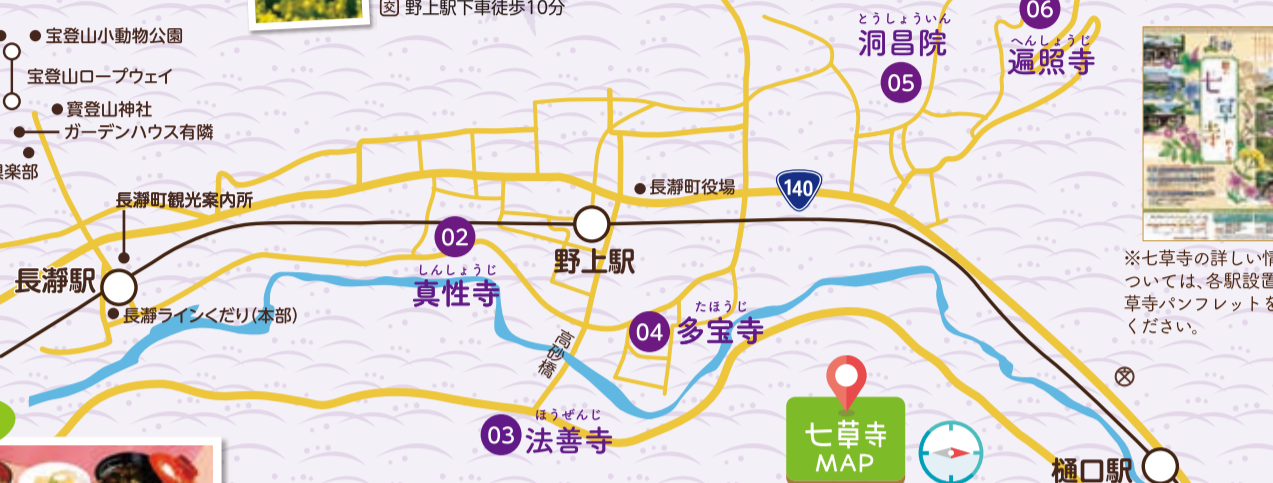 交 野上駅下車徒歩10分
06
へんしょうじ
遍照寺
とうしょういん
洞昌院
05
宝登山小動物公園
宝登山ロープウェイ
寳登山神社
ガーデンハウス有隣
倶楽部
長瀞町観光案内所
長瀞町役場
140
02
しんしょうじ
真性寺
野上駅
長瀞駅
長瀞ラインくだり(本部)
高砂橋
たほうじ
04 多宝寺
ほうぜんじ
03 法善寺
七草寺
MAP
樋口駅
七草寺
※七草寺の詳しい情
ついては、各駅設置
草寺パンフレットを
ください。